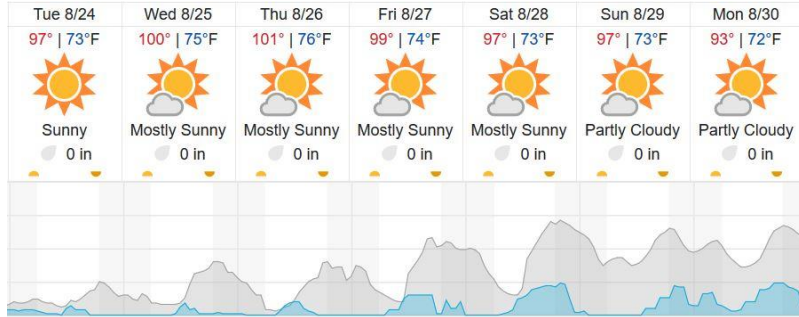 Tue 8/24 Wed 8/25 Thu 8/26 Fri 8/27 Sat 8/28 Sun 8/29 Mon 8/30
97° | 73°F 100° | 75°F 101° | 76°F 99° | 74°F 97° | 73°F 97° | 73°F 93° | 72°F
Sunny Mostly Sunny Mostly Sunny Mostly Sunny Mostly Sunny Partly Cloudy Partly Cloudy
0 in 0 in 0 in 0 in 0 in 0 in 0 in